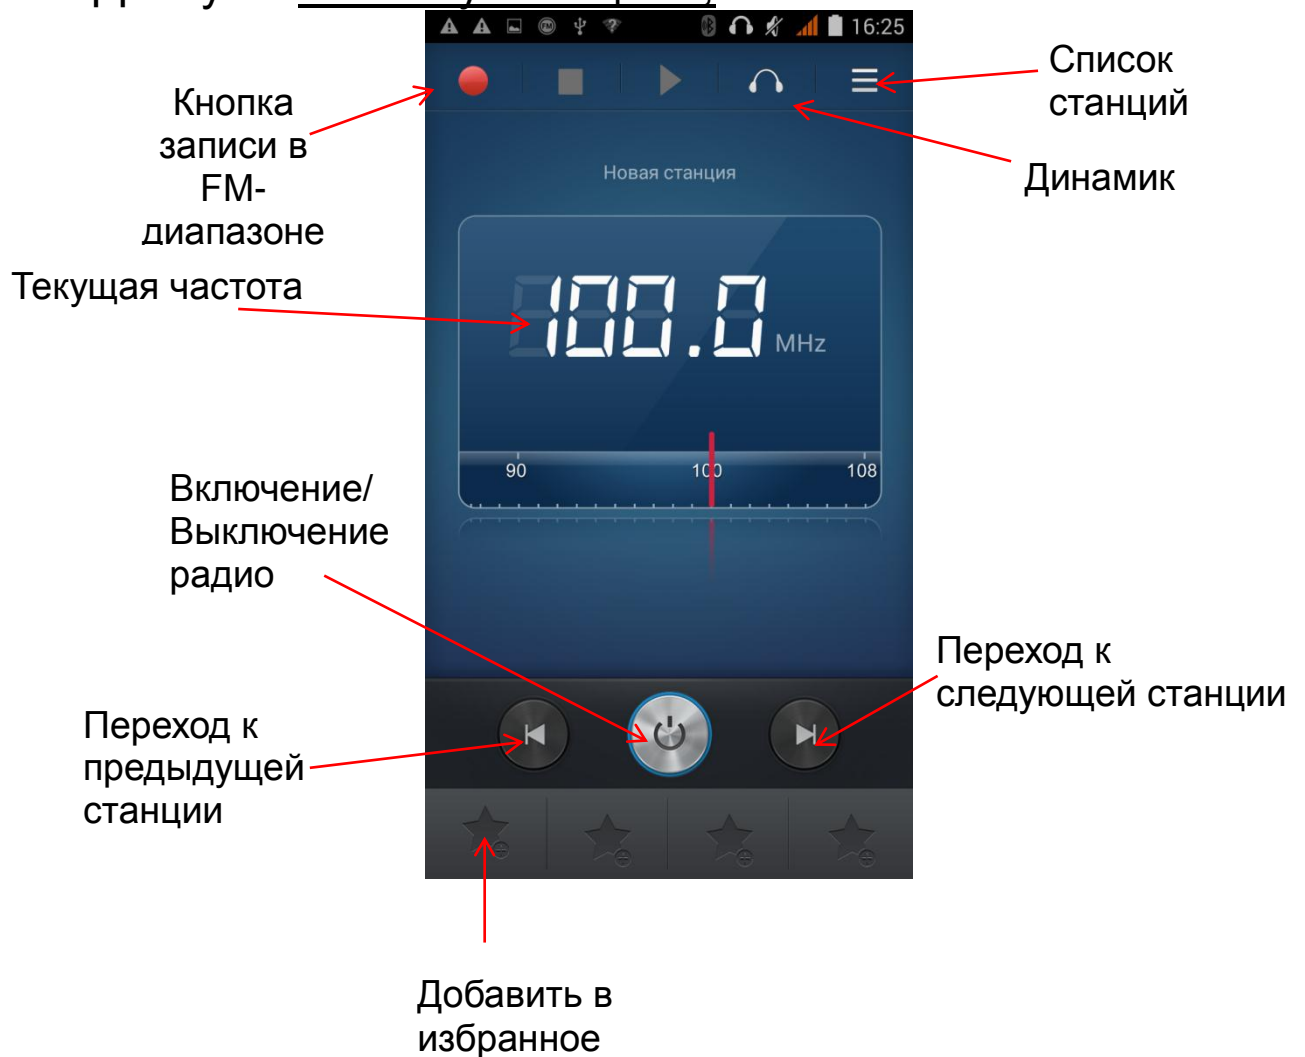 16:25
Кнопка
записи в
FM-
диапазоне
Список
станций
Динамик
Новая станция
Текущая частота
100.0 MHz
90 100 108
Включение/
Выключение
радио
Переход к
следующей станции
Переход к
предыдущей
станции
Добавить в
избранное